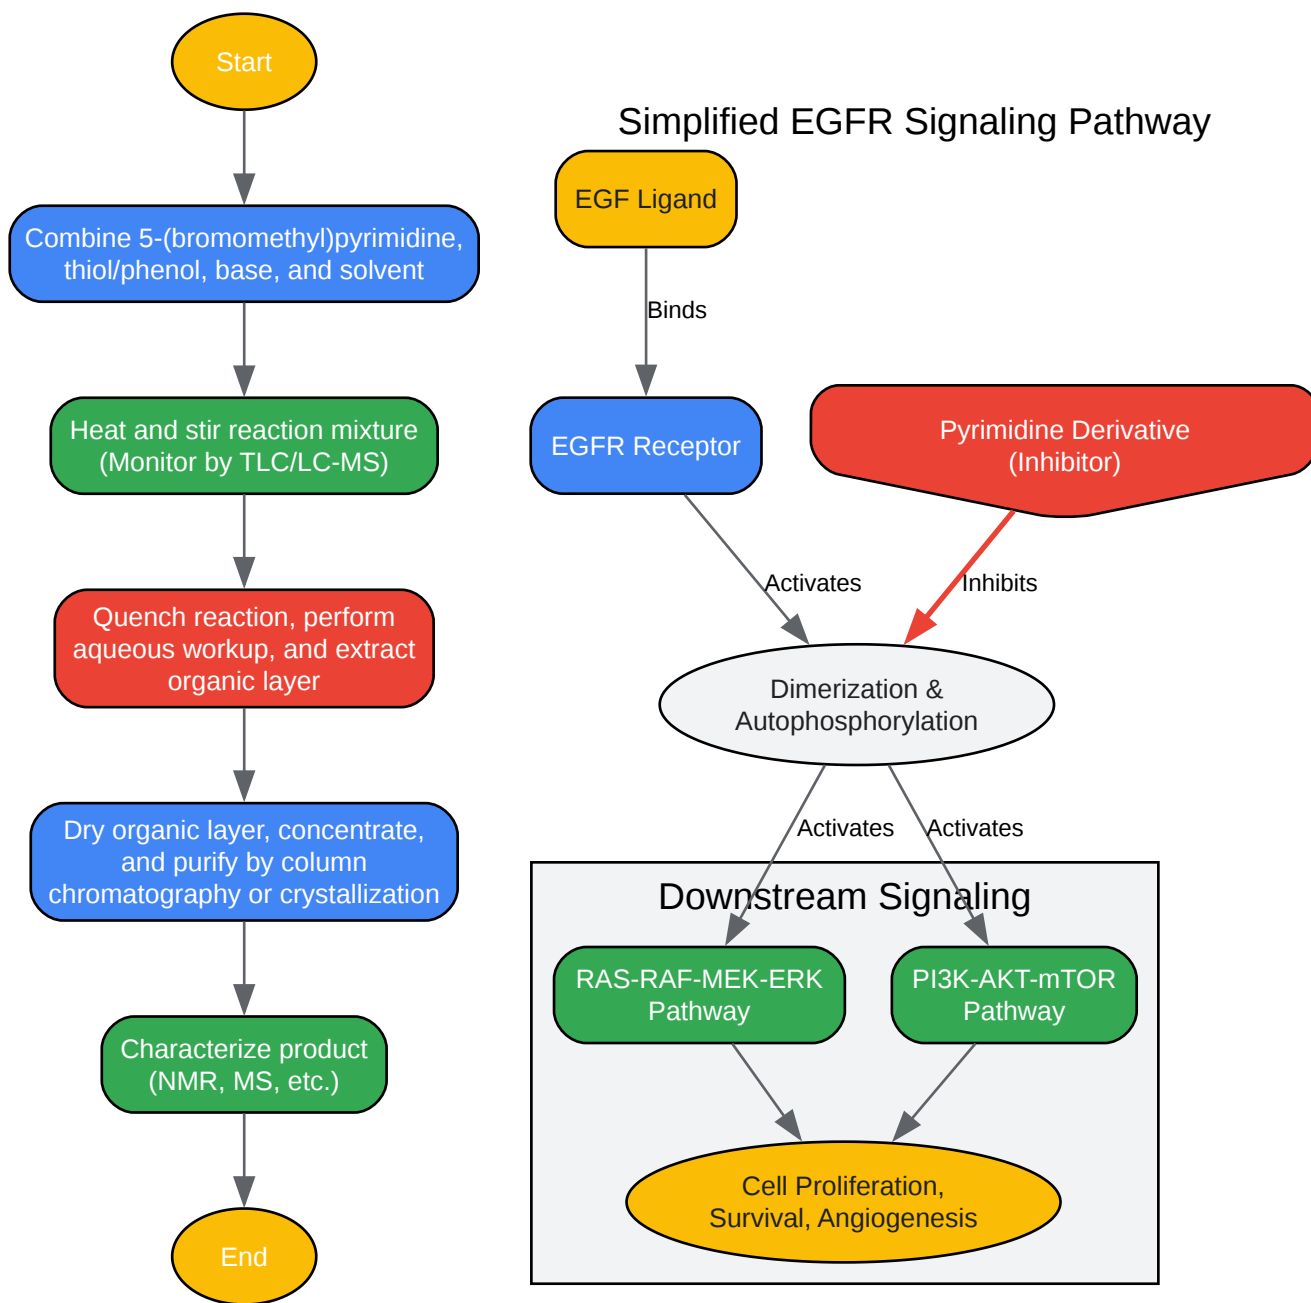 Start
Combine 5-(bromomethyl)pyrimidine,
thiol/phenol, base, and solvent
Heat and stir reaction mixture
(Monitor by TLC/LC-MS)
Quench reaction, perform
aqueous workup, and extract
organic layer
Dry organic layer, concentrate,
and purify by column
chromatography or crystallization
Characterize product
(NMR, MS, etc.)
End
Simplified EGFR Signaling Pathway
EGF Ligand
Binds
EGFR Receptor
Pyrimidine Derivative
(Inhibitor)
Activates
Inhibits
Dimerization &
Autophosphorylation
Activates
Activates
Downstream Signaling
RAS-RAF-MEK-ERK
Pathway
PI3K-AKT-mTOR
Pathway
Cell Proliferation,
Survival, Angiogenesis